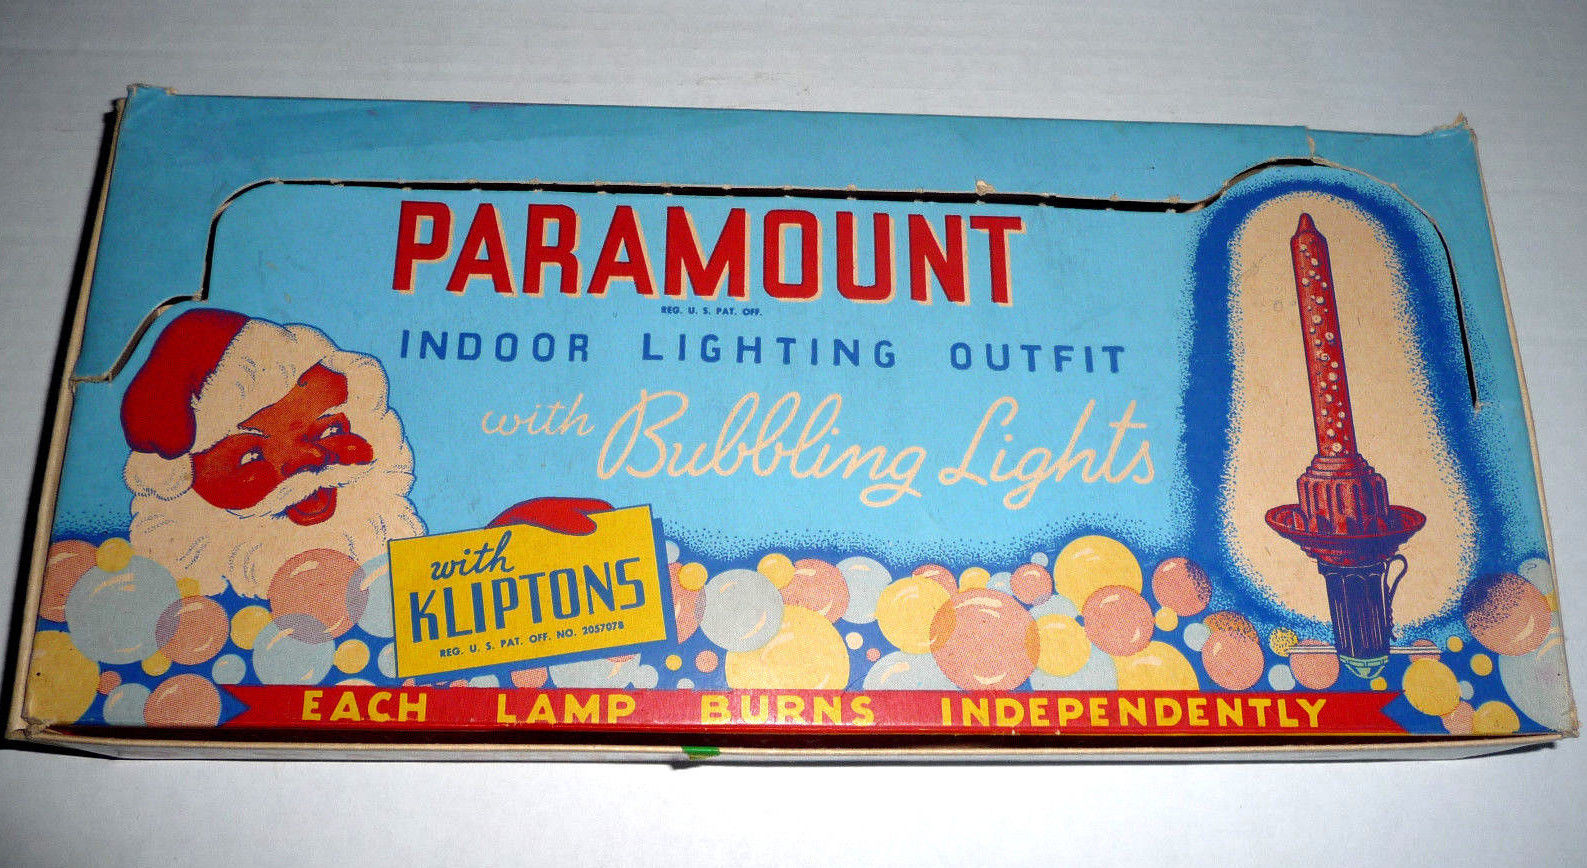 PARAMOUNT
REG. U. S. PAT. OFF.
INDOOR LIGHTING OUTFIT
with Bubbling Lights
with
KLIPTONS
REG. U. S. PAT. OFF. NO. 2057078
EACH LAMP BURNS INDEPENDENTLY